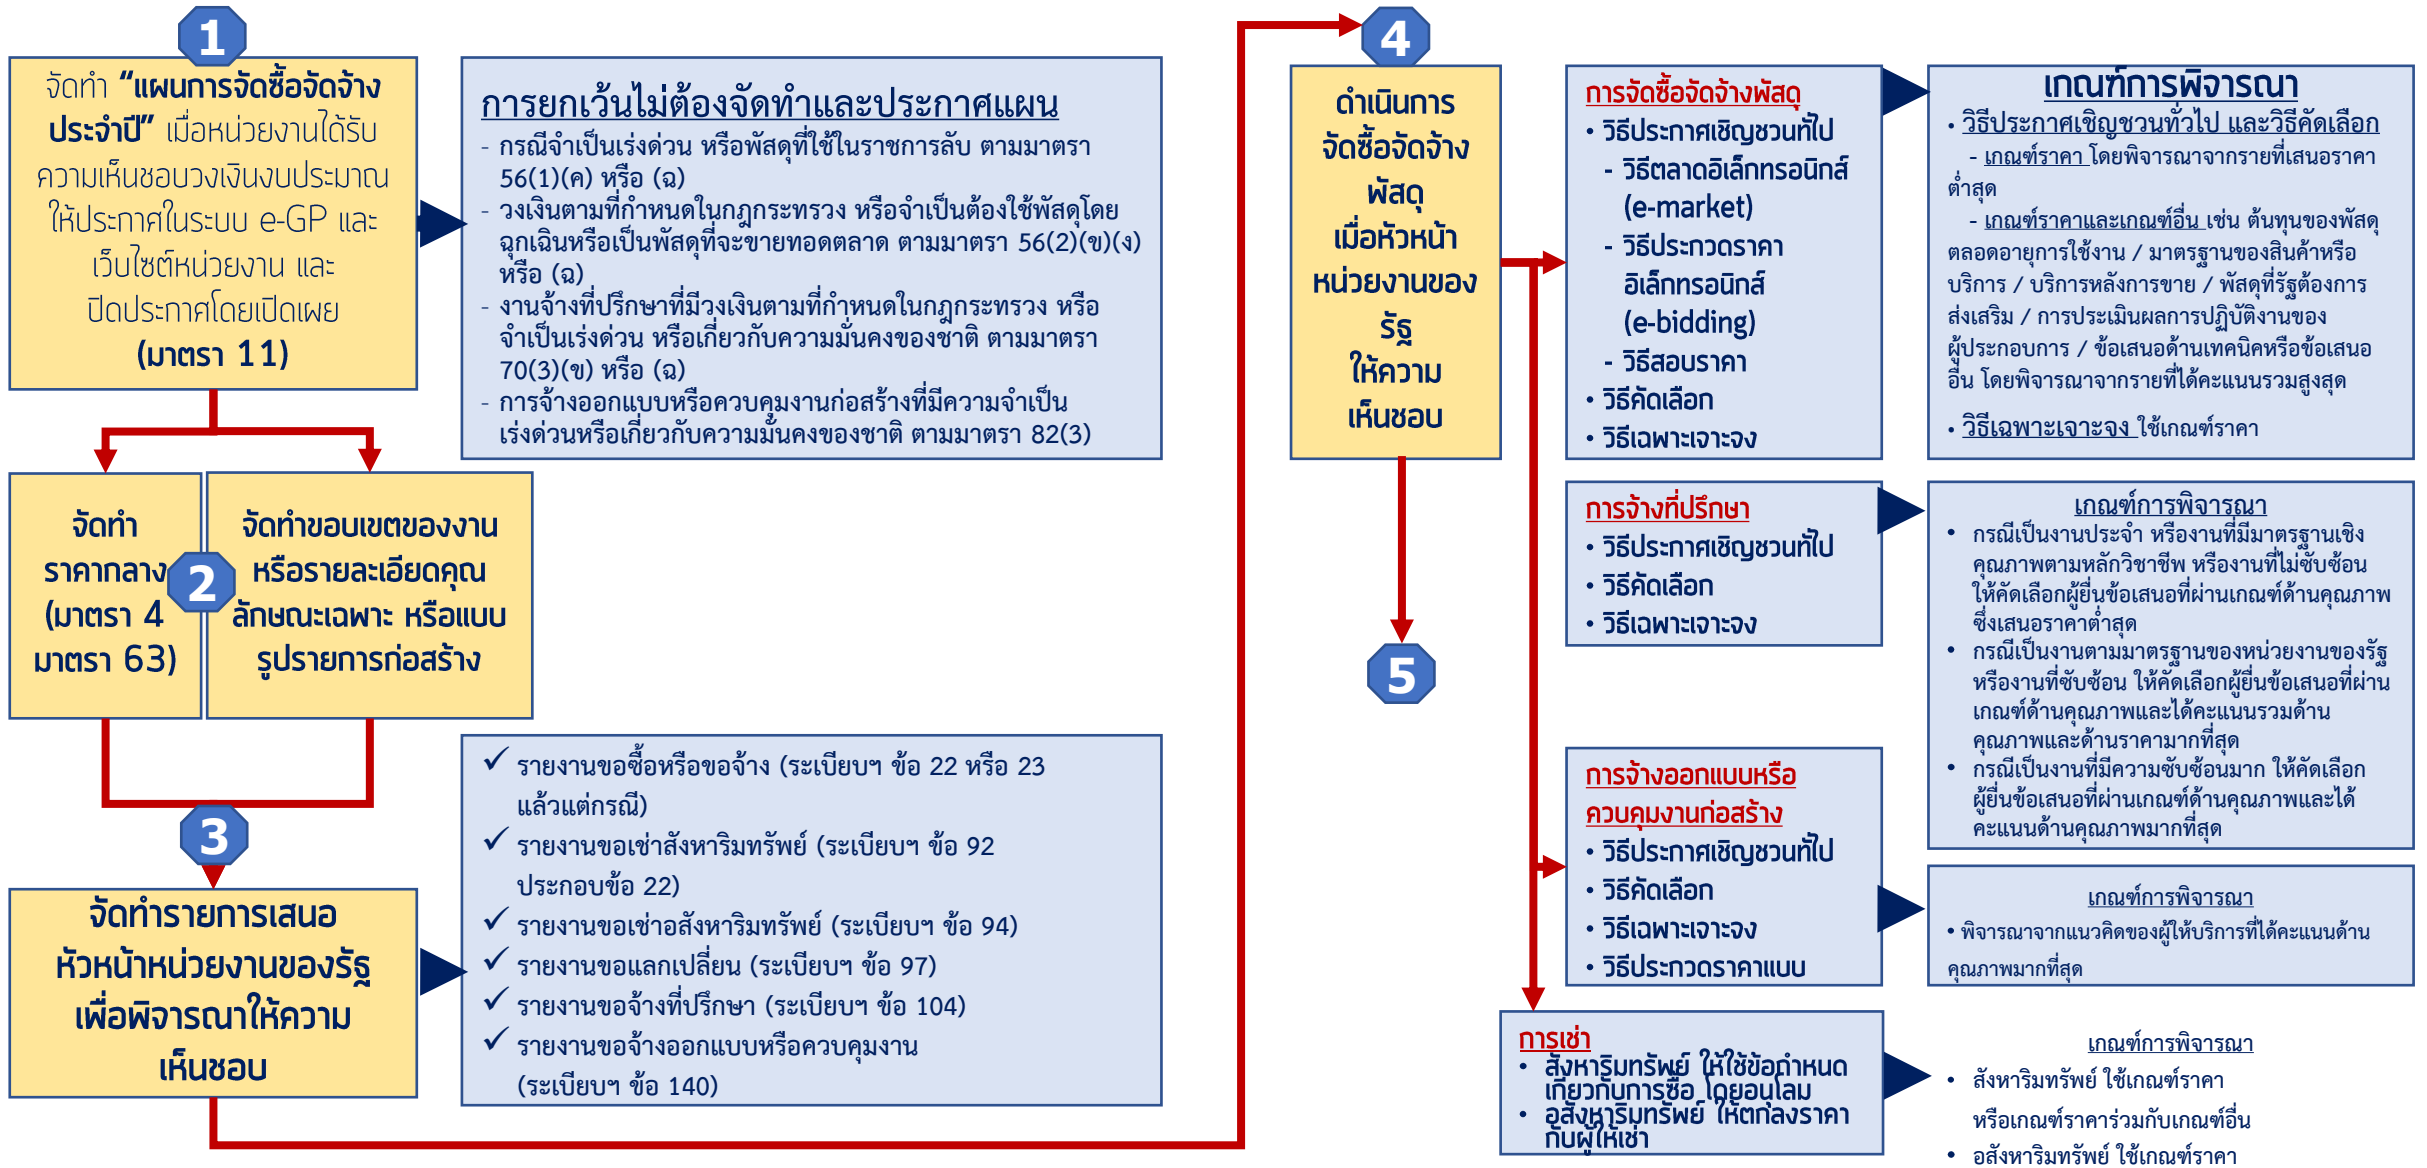 1
จัดทำ “แผนการจัดซื้อจัดจ้าง
ประจำปี” เมื่อหน่วยงานได้รับ
ความเห็นชอบวงเงินงบประมาณ
ให้ประกาศในระบบ e-GP และ
เว็บไซต์หน่วยงาน และ
ปิดประกาศโดยเปิดเผย
(มาตรา 11)
การยกเว้นไม่ต้องจัดทำและประกาศแผน
- กรณีจำเป็นเร่งด่วน หรือพัสดุที่ใช้ในราชการลับ ตามมาตรา
56(1)(ค) หรือ (ฉ)
- วงเงินตามที่กำหนดในกฎกระทรวง หรือจำเป็นต้องใช้พัสดุโดย
ฉุกเฉินหรือเป็นพัสดุที่จะขายทอดตลาด ตามมาตรา 56(2)(ข)(ง)
หรือ (ฉ)
- งานจ้างที่ปรึกษาที่มีวงเงินตามที่กำหนดในกฎกระทรวง หรือ
จำเป็นเร่งด่วน หรือเกี่ยวกับความมั่นคงของชาติ ตามมาตรา
70(3)(ข) หรือ (ฉ)
- การจ้างออกแบบหรือควบคุมงานก่อสร้างที่มีความจำเป็น
เร่งด่วนหรือเกี่ยวกับความมั่นคงของชาติ ตามมาตรา 82(3)
จัดทำ
ราคากลาง
(มาตรา 4
มาตรา 63)
2
จัดทำขอบเขตของงาน
หรือรายละเอียดคุณ
ลักษณะเฉพาะ หรือแบบ
รูปรายการก่อสร้าง
3
จัดทำรายการเสนอ
หัวหน้าหน่วยงานของรัฐ
เพื่อพิจารณาให้ความ
เห็นชอบ
✓ รายงานขอซื้อหรือขอจ้าง (ระเบียบฯ ข้อ 22 หรือ 23
แล้วแต่กรณี)
✓ รายงานขอเช่าสังหาริมทรัพย์ (ระเบียบฯ ข้อ 92
ประกอบข้อ 22)
✓ รายงานขอเช่าอสังหาริมทรัพย์ (ระเบียบฯ ข้อ 94)
✓ รายงานขอแลกเปลี่ยน (ระเบียบฯ ข้อ 97)
✓ รายงานขอจ้างที่ปรึกษา (ระเบียบฯ ข้อ 104)
✓ รายงานขอจ้างออกแบบหรือควบคุมงาน
(ระเบียบฯ ข้อ 140)
4
ดำเนินการ
จัดซื้อจัดจ้าง
พัสดุ
เมื่อหัวหน้า
หน่วยงานของ
รัฐ
ให้ความ
เห็นชอบ
5
การจัดซื้อจัดจ้างพัสดุ
• วิธีประกาศเชิญชวนทั่ไป
- วิธีตลาดอิเล็กทรอนิกส์
(e-market)
- วิธีประกวดราคา
อิเล็กทรอนิกส์
(e-bidding)
- วิธีสอบราคา
• วิธีคัดเลือก
• วิธีเฉพาะเจาะจง
เกณฑ์การพิจารณา
• วิธีประกาศเชิญชวนทั่วไป และวิธีคัดเลือก
- เกณฑ์ราคา โดยพิจารณาจากรายที่เสนอราคา
ต่ำสุด
- เกณฑ์ราคาและเกณฑ์อื่น เช่น ต้นทุนของพัสดุ
ตลอดอายุการใช้งาน / มาตรฐานของสินค้าหรือ
บริการ / บริการหลังการขาย / พัสดุที่รัฐต้องการ
ส่งเสริม / การประเมินผลการปฏิบัติงานของ
ผู้ประกอบการ / ข้อเสนอด้านเทคนิคหรือข้อเสนอ
อื่น โดยพิจารณาจากรายที่ได้คะแนนรวมสูงสุด
• วิธีเฉพาะเจาะจง ใช้เกณฑ์ราคา
การจ้างที่ปรึกษา
• วิธีประกาศเชิญชวนทั่ไป
• วิธีคัดเลือก
• วิธีเฉพาะเจาะจง
เกณฑ์การพิจารณา
• กรณีเป็นงานประจำ หรืองานที่มีมาตรฐานเชิง
คุณภาพตามหลักวิชาชีพ หรืองานที่ไม่ซับซ้อน
ให้คัดเลือกผู้ยื่นข้อเสนอที่ผ่านเกณฑ์ด้านคุณภาพ
ซึ่งเสนอราคาต่ำสุด
• กรณีเป็นงานตามมาตรฐานของหน่วยงานของรัฐ
หรืองานที่ซับซ้อน ให้คัดเลือกผู้ยื่นข้อเสนอที่ผ่าน
เกณฑ์ด้านคุณภาพและได้คะแนนรวมด้าน
คุณภาพและด้านราคามากที่สุด
• กรณีเป็นงานที่มีความซับซ้อนมาก ให้คัดเลือก
ผู้ยื่นข้อเสนอที่ผ่านเกณฑ์ด้านคุณภาพและได้
คะแนนด้านคุณภาพมากที่สุด
การจ้างออกแบบหรือ
ควบคุมงานก่อสร้าง
• วิธีประกาศเชิญชวนทั่ไป
• วิธีคัดเลือก
• วิธีเฉพาะเจาะจง
• วิธีประกวดราคาแบบ
เกณฑ์การพิจารณา
• พิจารณาจากแนวคิดของผู้ให้บริการที่ได้คะแนนด้าน
คุณภาพมากที่สุด
การเช่า
• สังหาริมทรัพย์ ให้ใช้ข้อกำหนด
เกี่ยวกับการซื้อ โดยอนุโลม
• อสังหาริมทรัพย์ ให้ตกลงราคา
กับผู้ให้เช่า
เกณฑ์การพิจารณา
• สังหาริมทรัพย์ ใช้เกณฑ์ราคา
หรือเกณฑ์ราคาร่วมกับเกณฑ์อื่น
• อสังหาริมทรัพย์ ใช้เกณฑ์ราคา